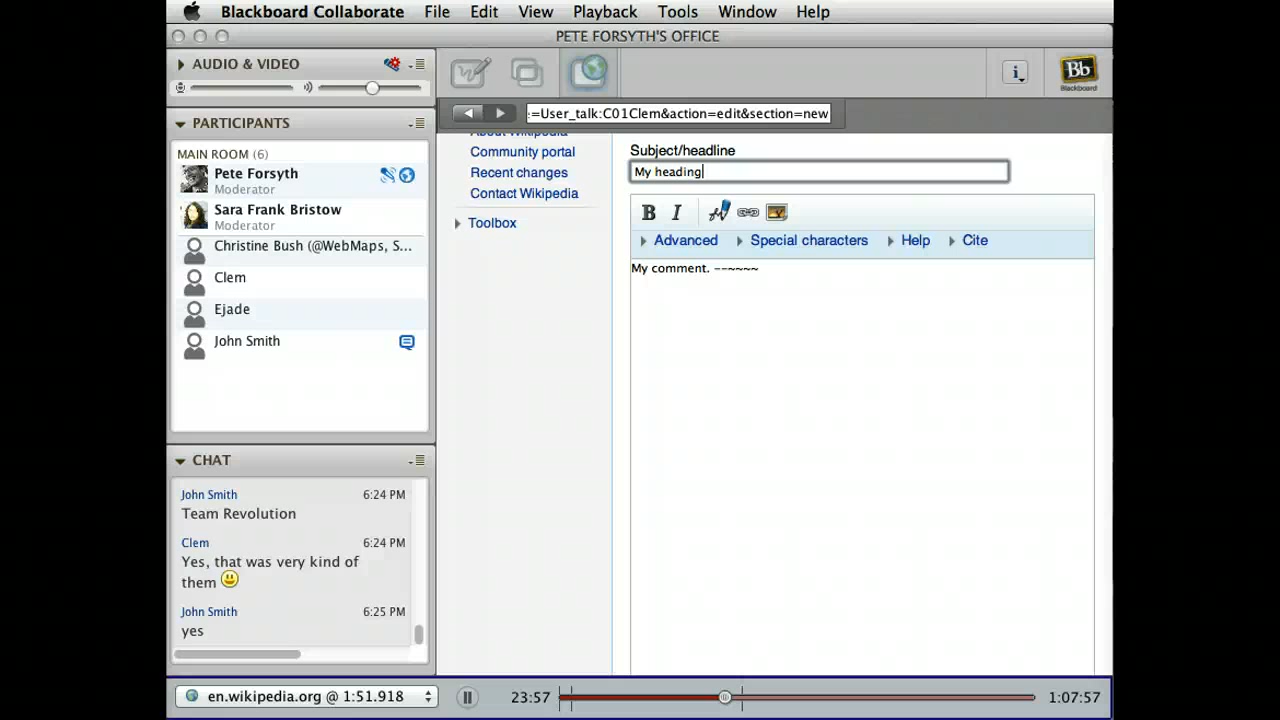 Blackboard Collaborate File Edit View Playback Tools Window Help
PETE FORSYTH'S OFFICE
AUDIO & VIDEO
PARTICIPANTS
MAIN ROOM (6)
Pete Forsyth
Moderator
Sara Frank Bristow
Moderator
Christine Bush (@WebMaps, S...
Clem
Ejade
John Smith
CHAT
John Smith 6:24 PM
Team Revolution
Clem 6:24 PM
Yes, that was very kind of
them
John Smith 6:25 PM
yes
i
Bb
Blackboard
:=User_talk:C01Clem&action=edit&section=new
About Wikipedia
Community portal
Recent changes
Contact Wikipedia
Toolbox
Subject/headline
My heading
B I
Advanced Special characters Help Cite
My comment. --~~~~
en.wikipedia.org @ 1:51.918 23:57 1:07:57